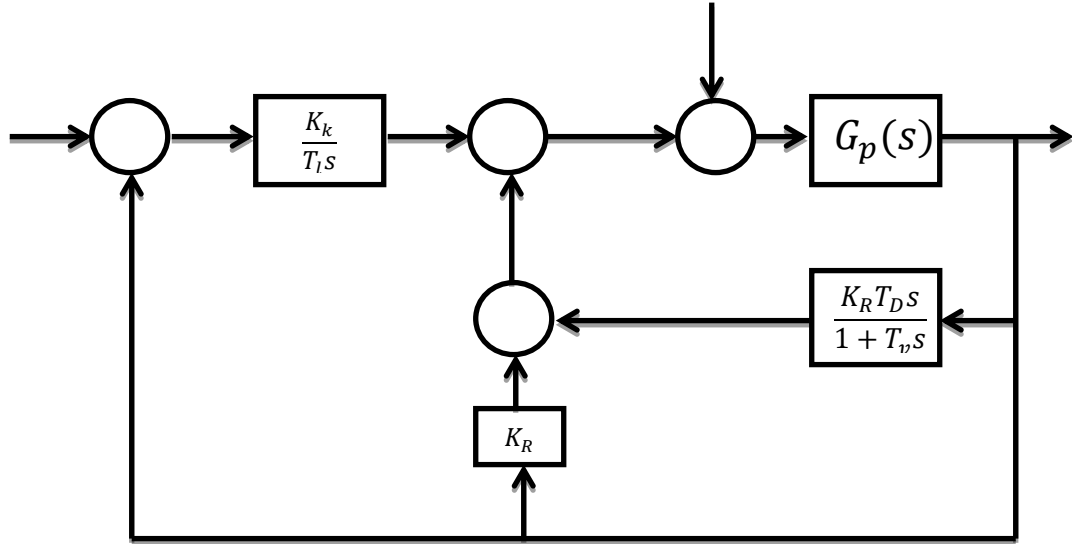 K_k
T_I s
G_p(s)
K_R T_D s
1 + T_v s
K_R